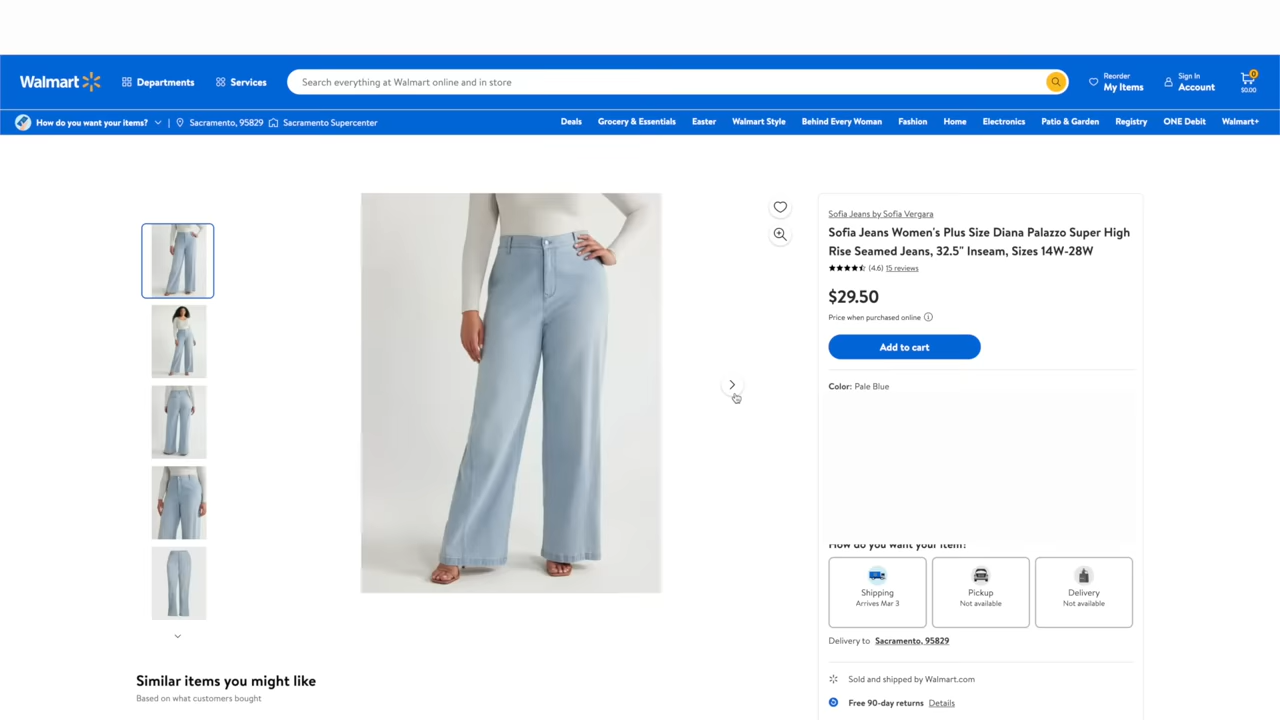 Walmart
Departments
Services
Search everything at Walmart online and in store
Reorder
My Items
Sign In
Account
0
$0.00
How do you want your items?
Sacramento, 95829
Sacramento Supercenter
Deals
Grocery & Essentials
Easter
Walmart Style
Behind Every Woman
Fashion
Home
Electronics
Patio & Garden
Registry
ONE Debit
Walmart+
Sofia Jeans by Sofia Vergara
Sofia Jeans Women's Plus Size Diana Palazzo Super High
Rise Seamed Jeans, 32.5" Inseam, Sizes 14W-28W
(4.6) 15 reviews
$29.50
Price when purchased online
Add to cart
Color: Pale Blue
How do you want your item?
Shipping
Arrives Mar 3
Pickup
Not available
Delivery
Not available
Delivery to Sacramento, 95829
Sold and shipped by Walmart.com
Free 90-day returns Details
Similar items you might like
Based on what customers bought